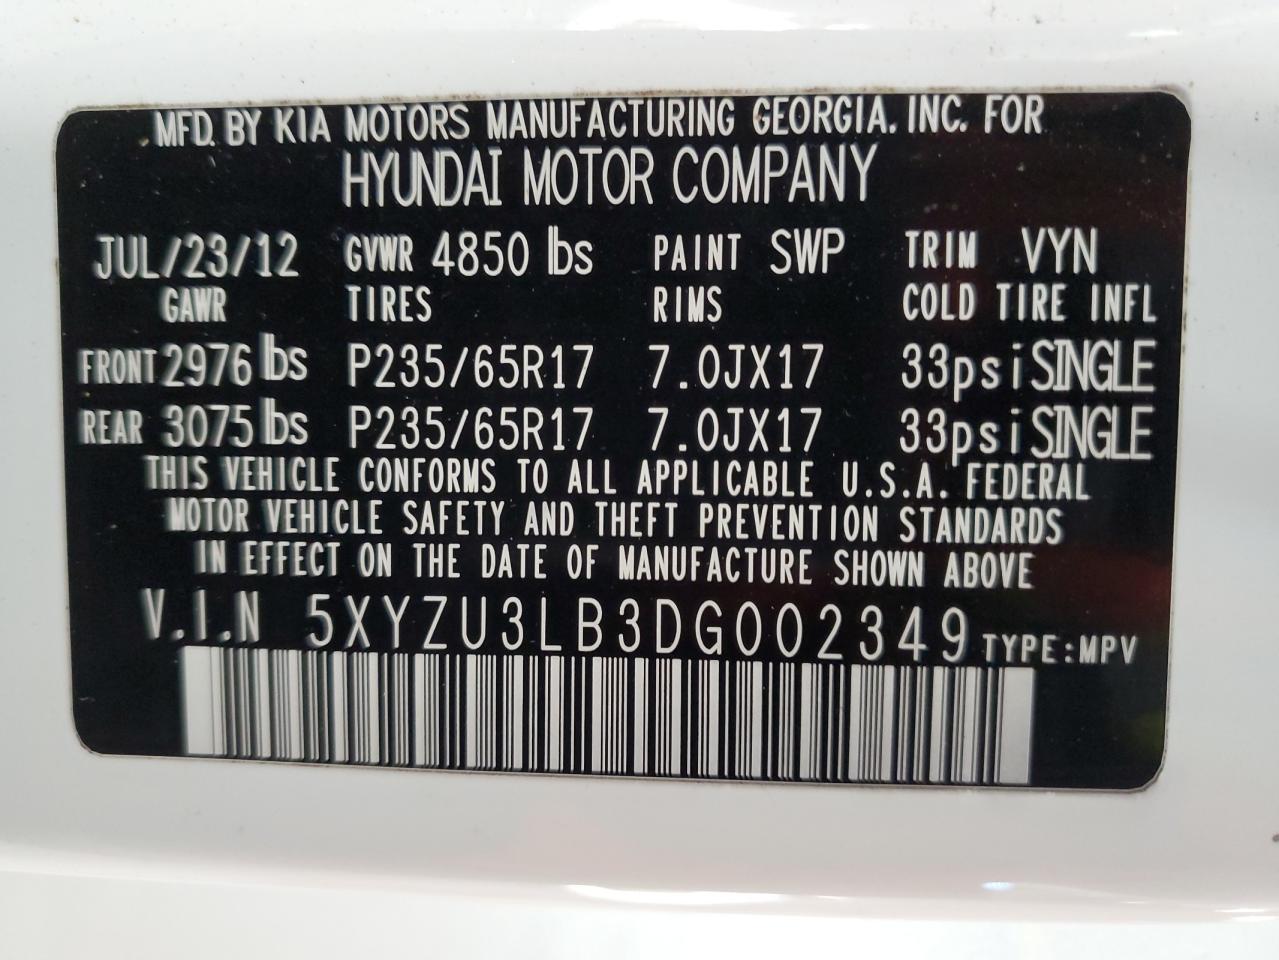 MFD. BY KIA MOTORS MANUFACTURING GEORGIA, INC. FOR
HYUNDAI MOTOR COMPANY
JUL/23/12 GVWR 4850 lbs PAINT SWP TRIM VYN
GAWR TIRES RIMS COLD TIRE INFL
FRONT 2976 lbs P235/65R17 7.0JX17 33psi SINGLE
REAR 3075 lbs P235/65R17 7.0JX17 33psi SINGLE
THIS VEHICLE CONFORMS TO ALL APPLICABLE U.S.A. FEDERAL
MOTOR VEHICLE SAFETY AND THEFT PREVENTION STANDARDS
IN EFFECT ON THE DATE OF MANUFACTURE SHOWN ABOVE
V.I.N 5XYZU3LB3DG002349 TYPE:MPV